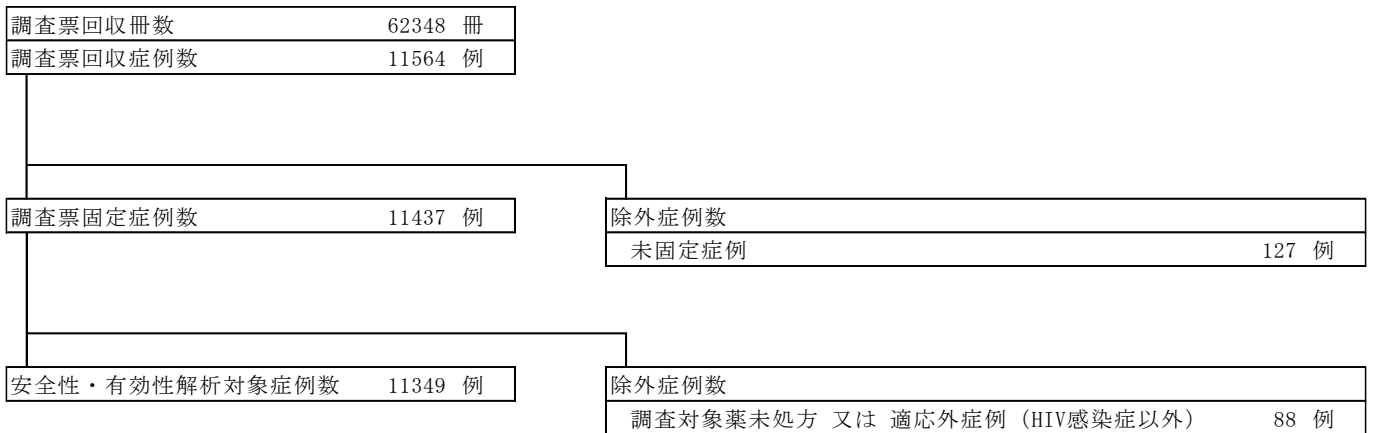 調査票回収冊数 62348 冊
調査票回収症例数 11564 例
調査票固定症例数 11437 例
除外症例数
未固定症例 127 例
安全性・有効性解析対象症例数 11349 例
除外症例数
調査対象薬未処方 又は 適応外症例 (HIV感染症以外) 88 例